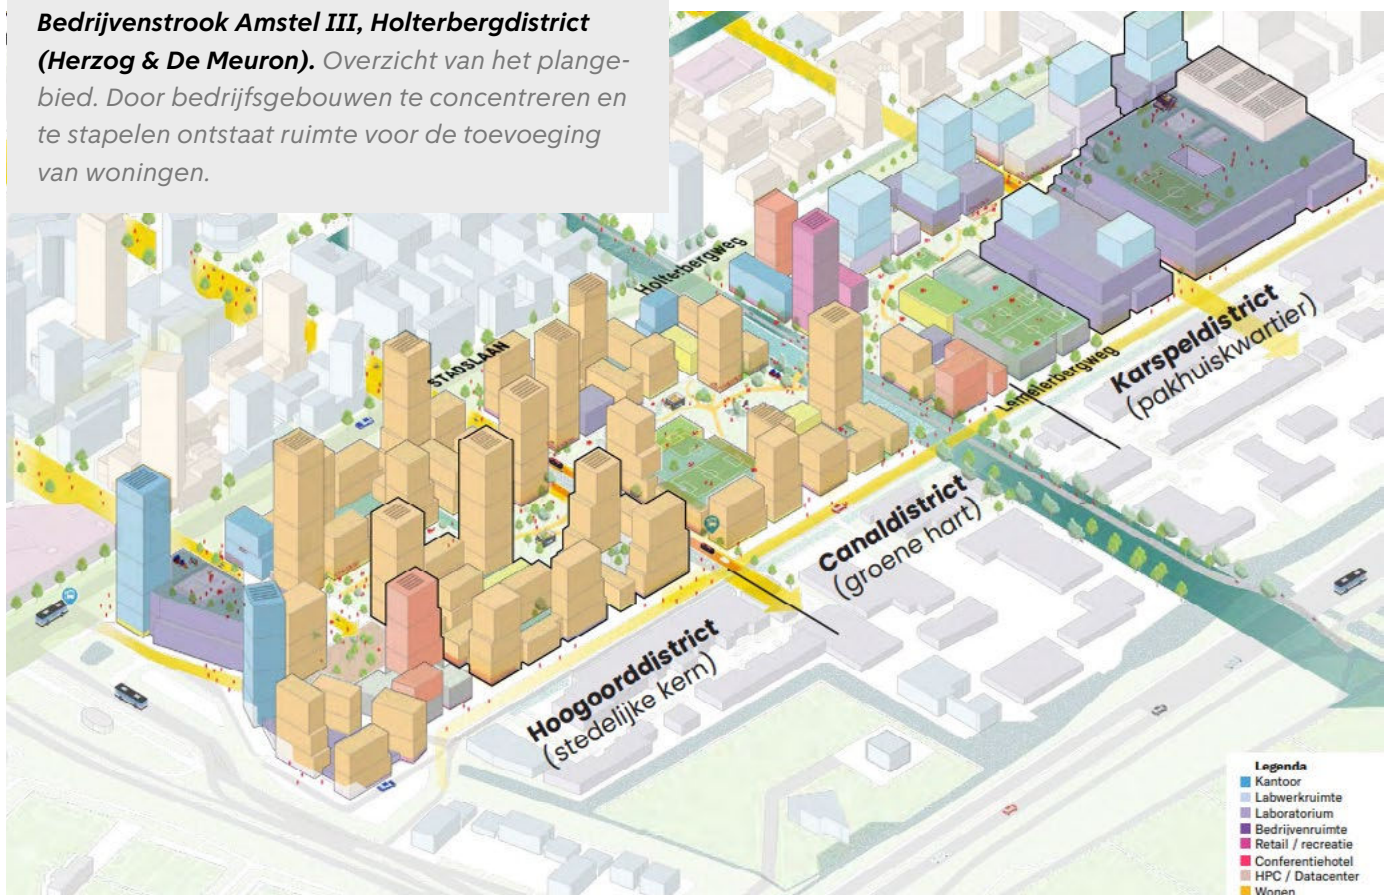 Bedrijvenstrook Amstel III, Holterbergdistrict
(Herzog & De Meuron). Overzicht van het plange-
bied. Door bedrijfsgebouwen te concentreren en
te stapelen ontstaat ruimte voor de toevoeging
van woningen.
Holterbergweg
STADSLAAN
Lemelerbergweg
Karspeldistrict
(pakhuiskwartier)
Canaldistrict
(groene hart)
Hoogoorddistrict
(stedelijke kern)
Legenda
Kantoor
Labwerkruimte
Laboratorium
Bedrijvenruimte
Retail / recreatie
Conferentiehotel
HPC / Datacenter
Wonen